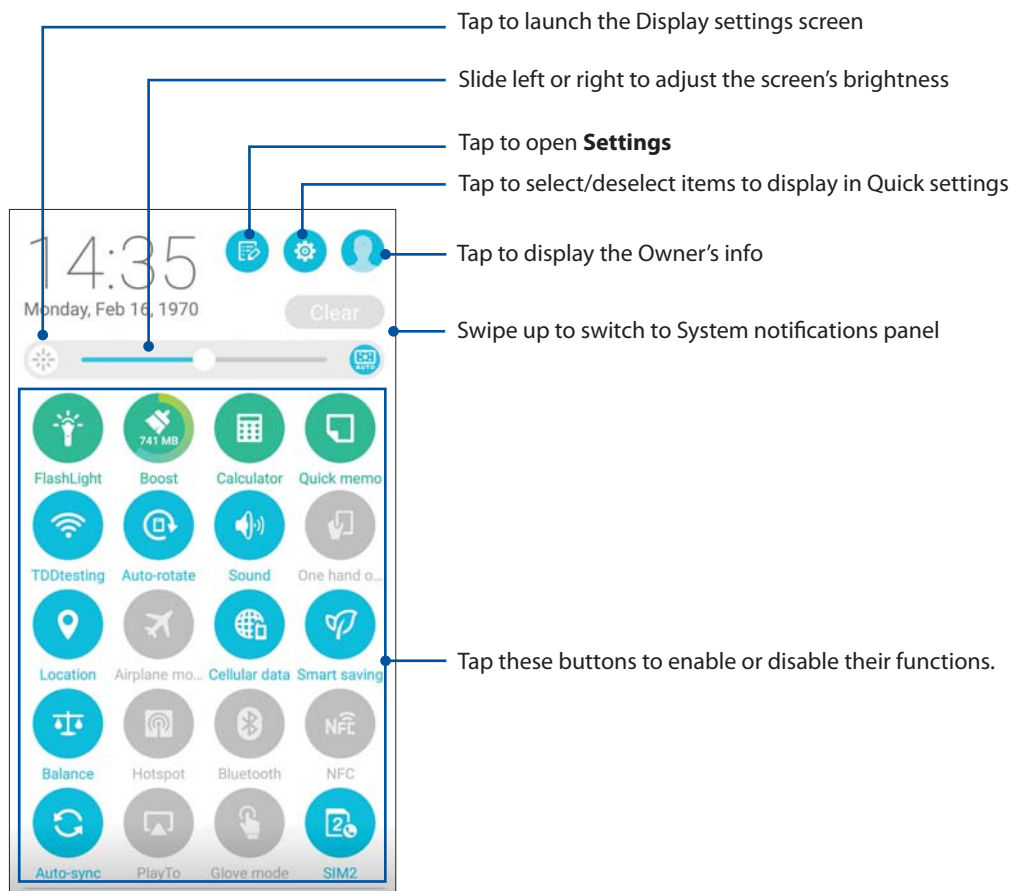 Tap to launch the Display settings screen
Slide left or right to adjust the screen's brightness
Tap to open Settings
Tap to select/deselect items to display in Quick settings
14:35
Tap to display the Owner's info
Monday, Feb 16, 1970
Clear
Swipe up to switch to System notifications panel
AUTO
741 MB
FlashLight Boost Calculator Quick memo
TDDtesting Auto-rotate Sound One hand o...
Location Airplane mo... Cellular data Smart saving
Tap these buttons to enable or disable their functions.
NFC
Balance Hotspot Bluetooth NFC
2
Auto-sync PlayTo Glove mode SIM2